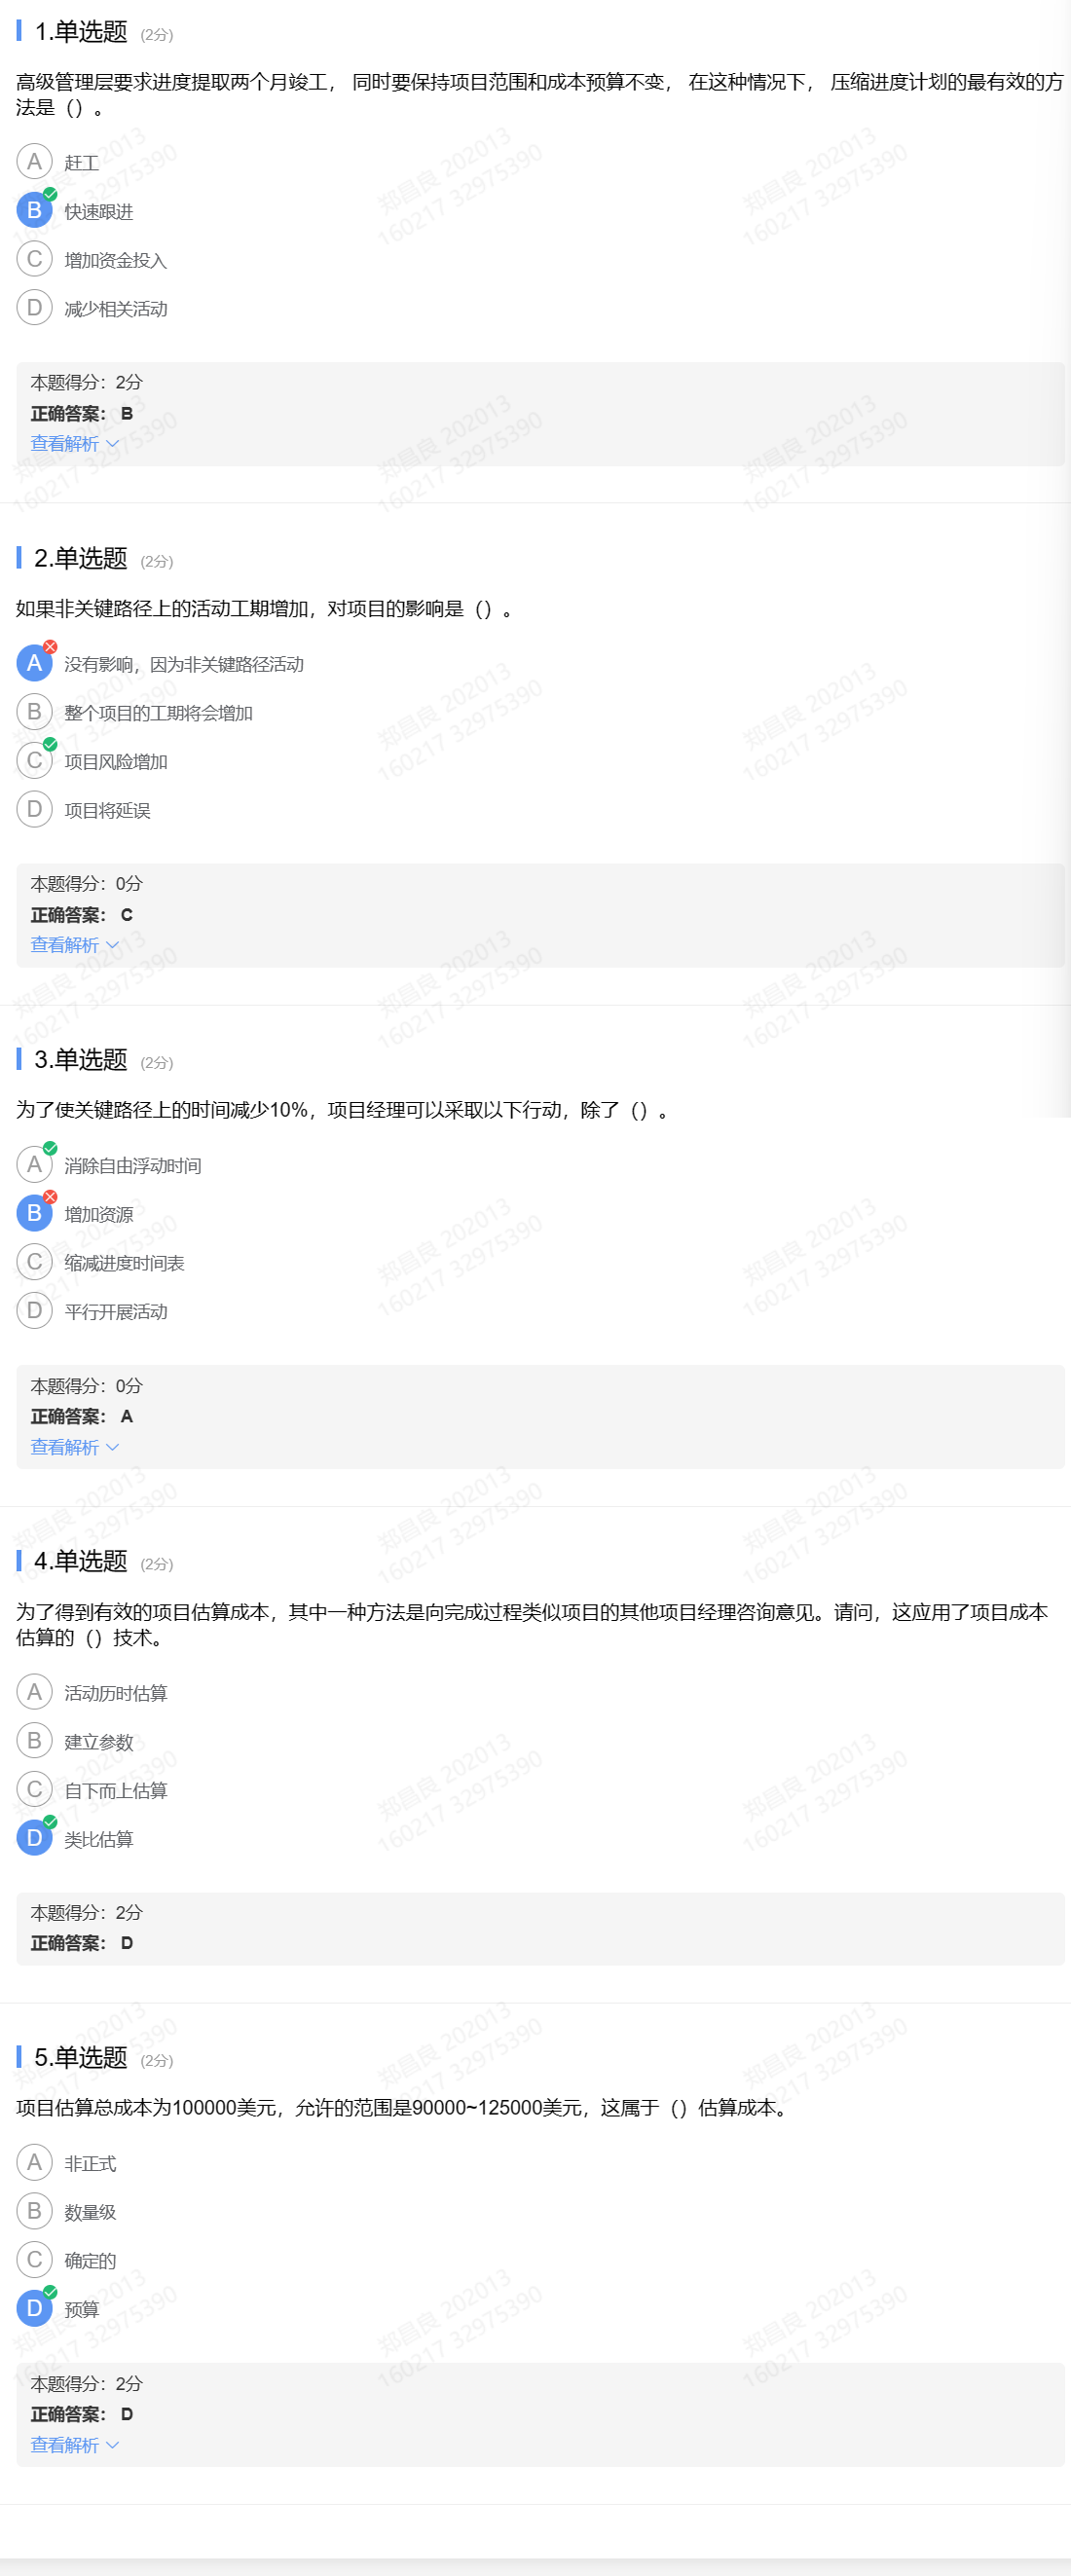 1.单选题 (2分)
高级管理层要求进度提取两个月竣工， 同时要保持项目范围和成本预算不变， 在这种情况下， 压缩进度计划的最有效的方
法是（）。
A 赶工
B 快速跟进
C 增加资金投入
D 减少相关活动
本题得分：2分
正确答案： B
查看解析
2.单选题 (2分)
如果非关键路径上的活动工期增加，对项目的影响是（）。
A 没有影响，因为非关键路径活动
B 整个项目的工期将会增加
C 项目风险增加
D 项目将延误
本题得分：0分
正确答案： C
查看解析
3.单选题 (2分)
为了使关键路径上的时间减少10%，项目经理可以采取以下行动，除了（）。
A 消除自由浮动时间
B 增加资源
C 缩减进度时间表
D 平行开展活动
本题得分：0分
正确答案： A
查看解析
4.单选题 (2分)
为了得到有效的项目估算成本，其中一种方法是向完成过程类似项目的其他项目经理咨询意见。请问，这应用了项目成本
估算的（）技术。
A 活动历时估算
B 建立参数
C 自下而上估算
D 类比估算
本题得分：2分
正确答案： D
5.单选题 (2分)
项目估算总成本为100000美元，允许的范围是90000~125000美元，这属于（）估算成本。
A 非正式
B 数量级
C 确定的
D 预算
本题得分：2分
正确答案： D
查看解析
郑昌良 202013
160217 32975390